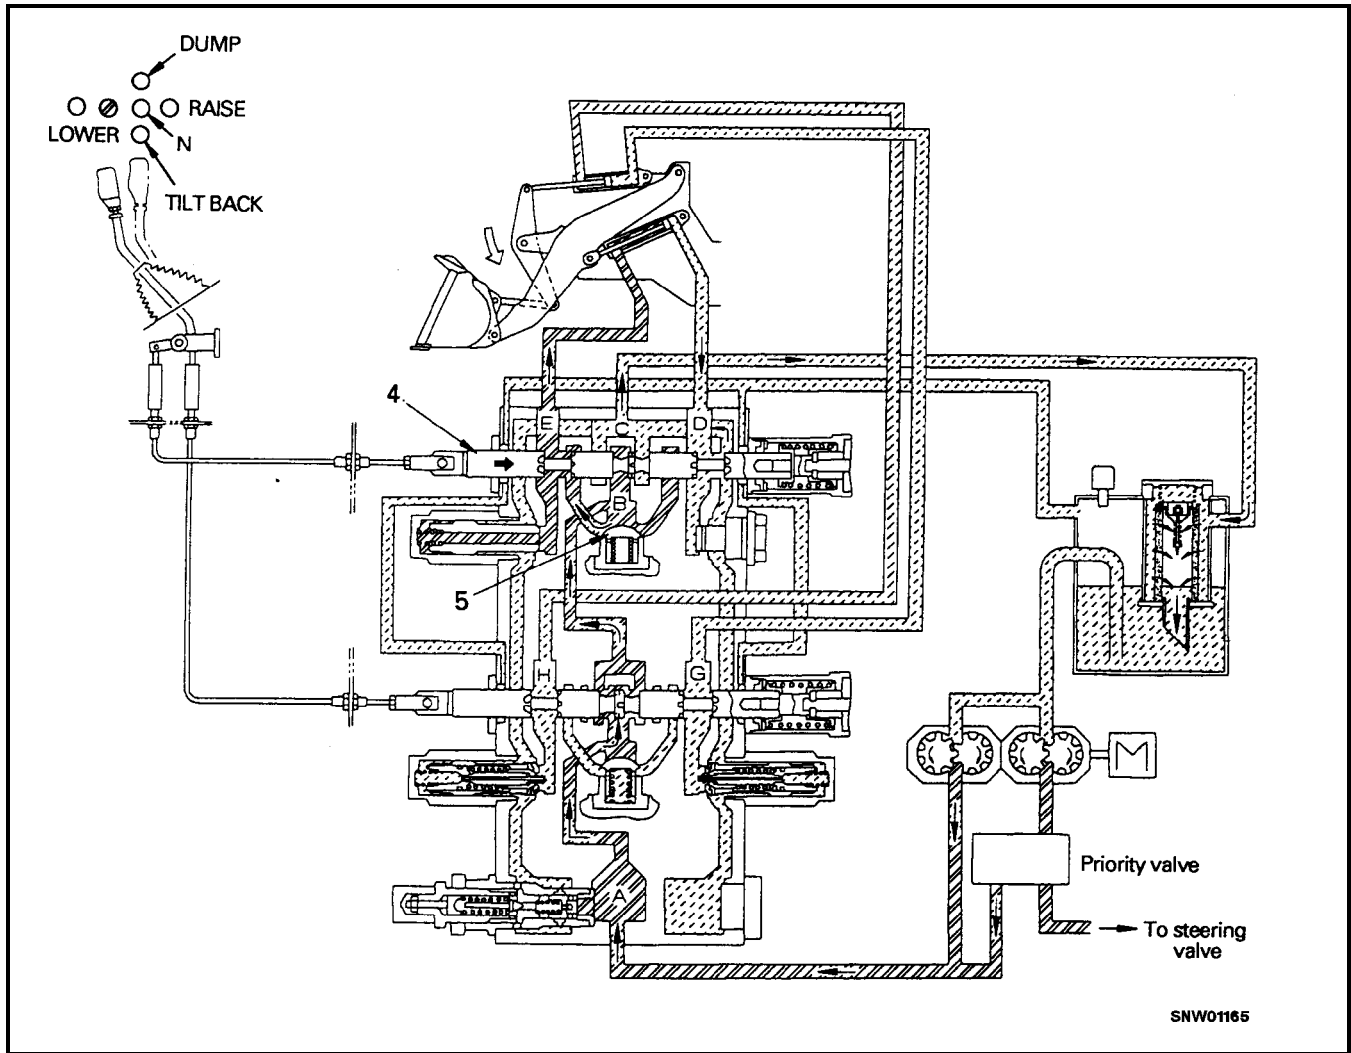 DUMP
RAISE
LOWER
N
TILT BACK
4.
E
C
D
B
5
H
G
A
M
Priority valve
To steering
valve
SNW01165